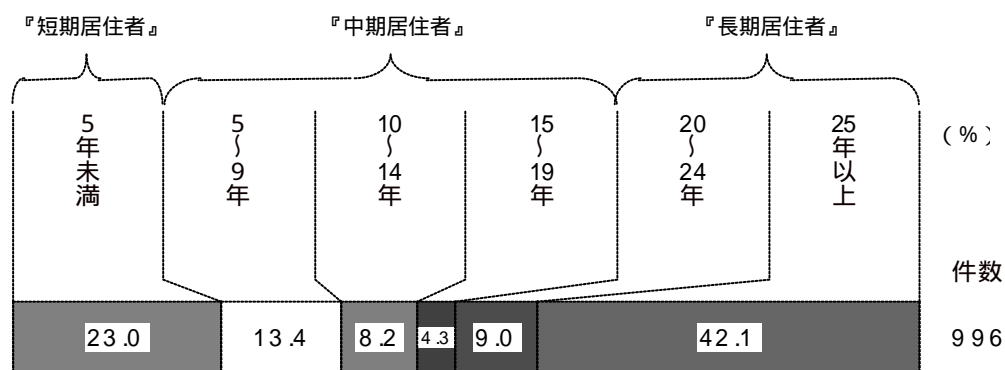 『短期居住者』 『中期居住者』 『長期居住者』
5年未満 5〜9年 10〜14年 15〜19年 20〜24年 25年以上 (%)
件数
23.0 13.4 8.2 4.3 9.0 42.1 996